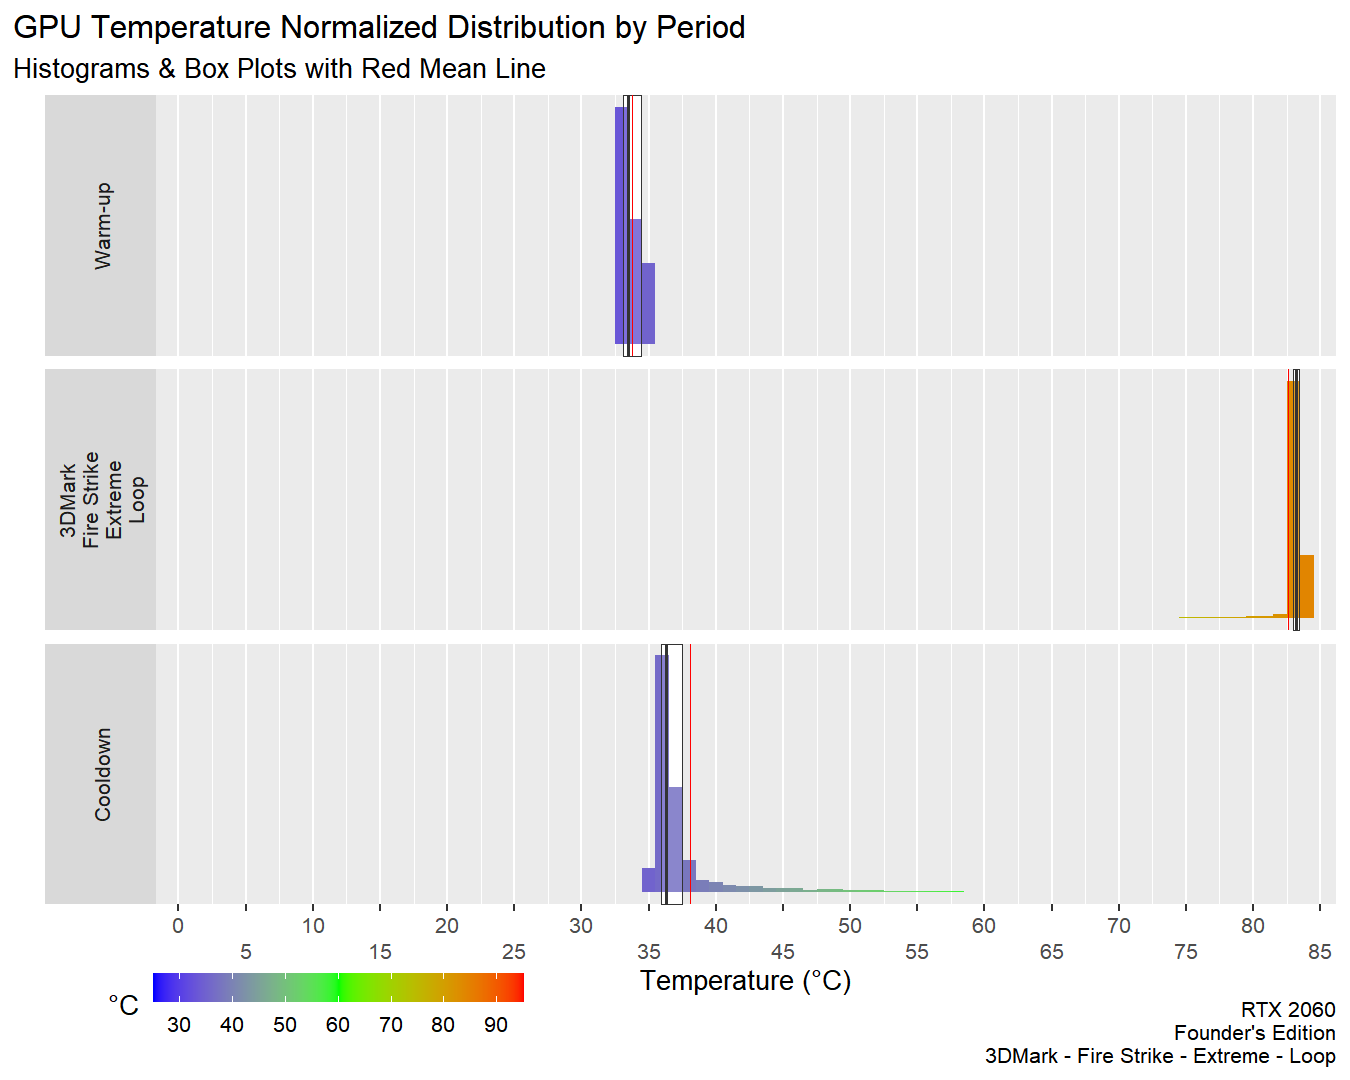 GPU Temperature Normalized Distribution by Period
Histograms & Box Plots with Red Mean Line
Warm-up
3DMark
Fire Strike
Extreme
Loop
Cooldown
0 10 20 30 40 50 60 70 80
5 15 25 35 45 55 65 75 85
Temperature (°C)
°C
30 40 50 60 70 80 90
RTX 2060
Founder's Edition
3DMark - Fire Strike - Extreme - Loop